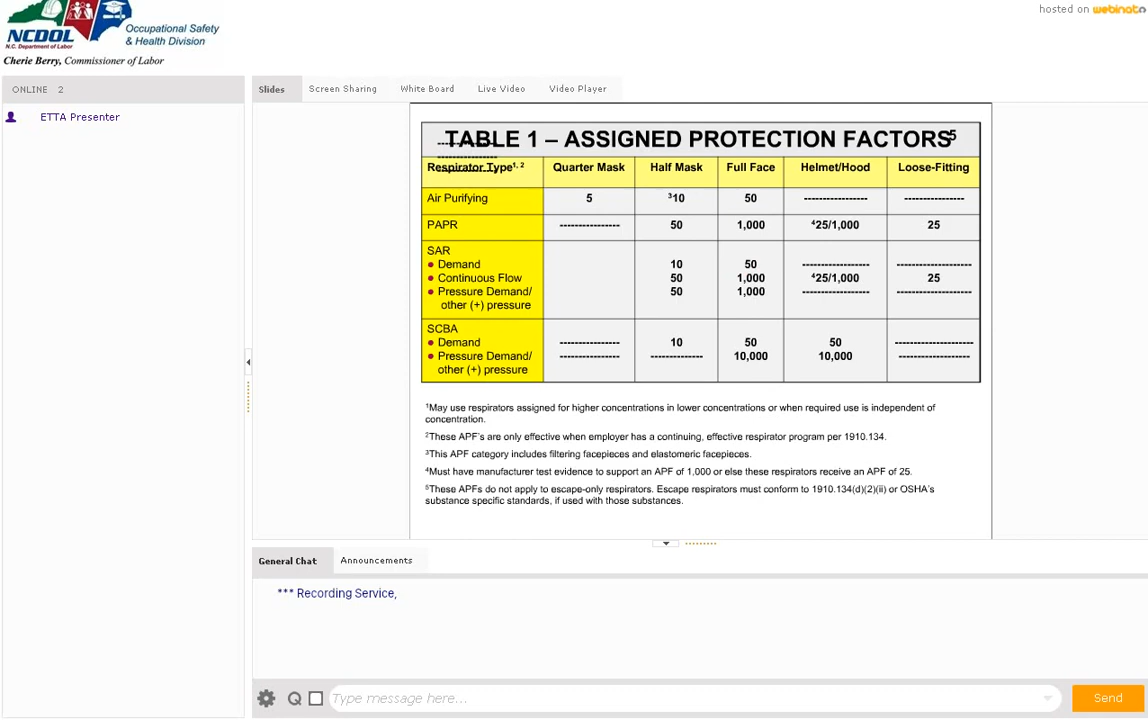 NCDOL
N.C. Department of Labor
Occupational Safety
& Health Division
Cherie Berry, Commissioner of Labor
hosted on webinato
ONLINE 2
ETTA Presenter
Slides Screen Sharing White Board Live Video Video Player
TABLE 1 – ASSIGNED PROTECTION FACTORS5
Respirator Type1, 2 Quarter Mask Half Mask Full Face Helmet/Hood Loose-Fitting
Air Purifying 5 310 50 ---------------- ---------------
PAPR --------------- 50 1,000 425/1,000 25
SAR
• Demand 10 50 ----------------- -------------------
• Continuous Flow 50 1,000 425/1,000 25
• Pressure Demand/ 50 1,000 ----------------- ------------------
other (+) pressure
SCBA
• Demand --------------- 10 50 50 --------------------
• Pressure Demand/ --------------- ------------- 10,000 10,000 ------------------
other (+) pressure
1May use respirators assigned for higher concentrations in lower concentrations or when required use is independent of
concentration.
2These APF's are only effective when employer has a continuing, effective respirator program per 1910.134.
3This APF category includes filtering facepieces and elastomeric facepieces.
4Must have manufacturer test evidence to support an APF of 1,000 or else these respirators receive an APF of 25.
5These APFs do not apply to escape-only respirators. Escape respirators must conform to 1910.134(d)(2)(ii) or OSHA's
substance specific standards, if used with those substances.
General Chat Announcements
*** Recording Service,
Q Type message here... Send